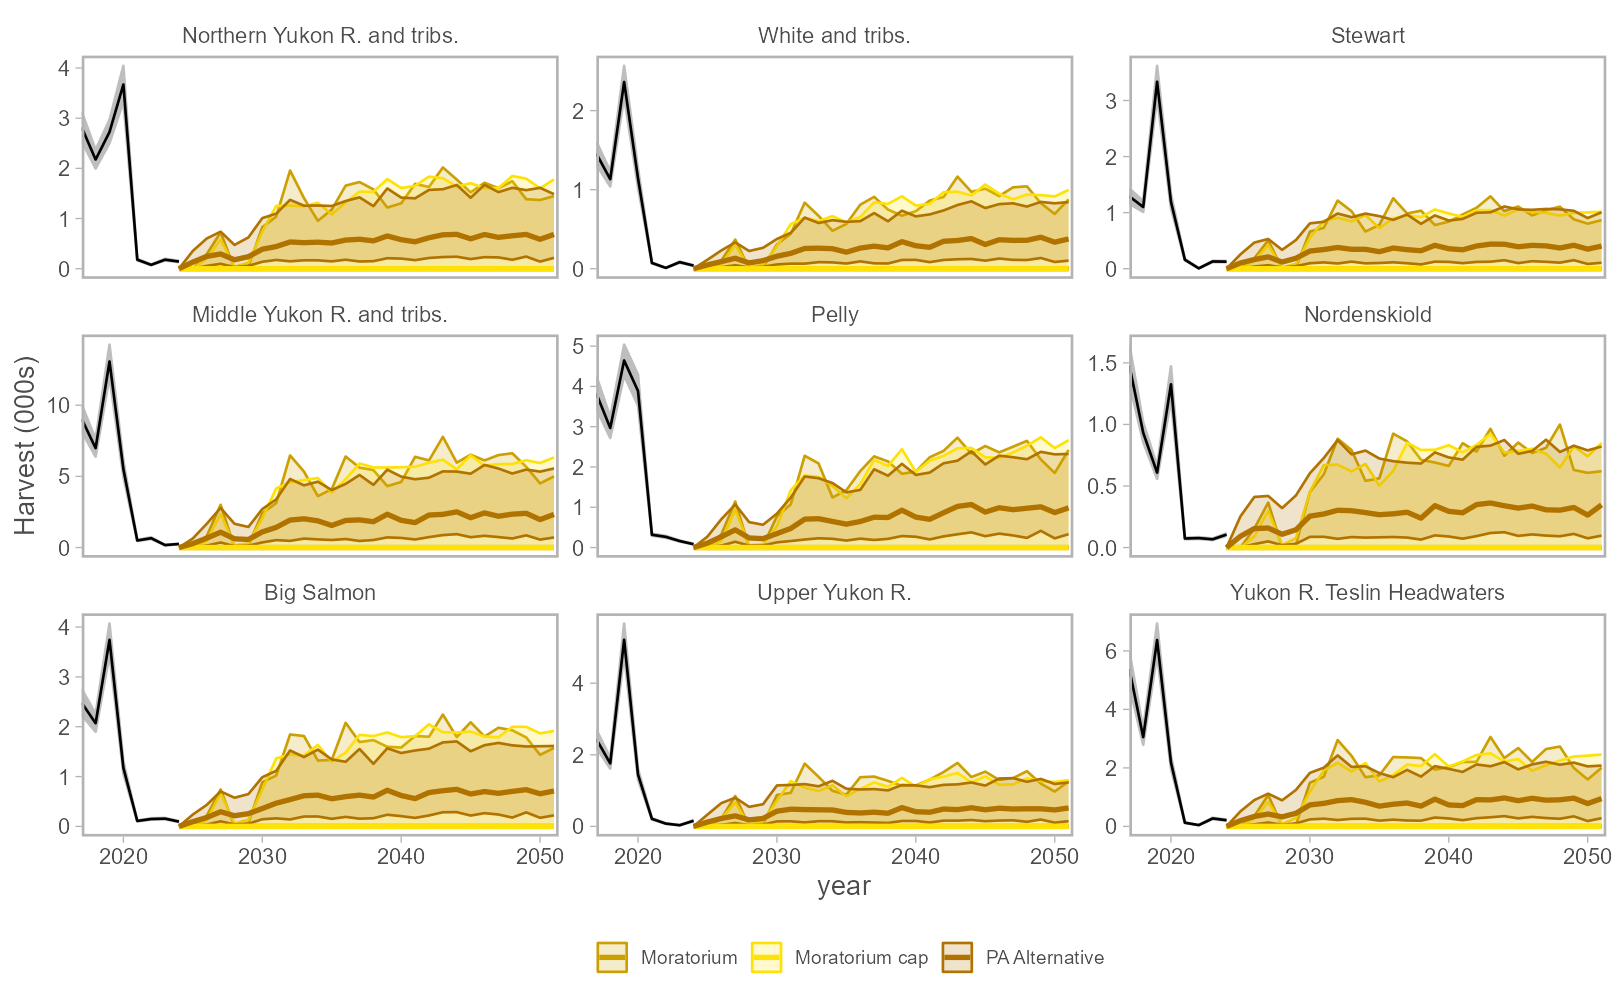 Northern Yukon R. and tribs. White and tribs. Stewart
4 3 2 1 0
2 1 0
3 2 1 0
Middle Yukon R. and tribs. Pelly Nordenskiold
10 5 0
5 4 3 2 1 0
1.5 1.0 0.5 0.0
Harvest (000s)
Big Salmon Upper Yukon R. Yukon R. Teslin Headwaters
4 3 2 1 0
4 2 0
6 4 2 0
2020 2030 2040 2050 2020 2030 2040 2050 2020 2030 2040 2050
year
Moratorium Moratorium cap PA Alternative